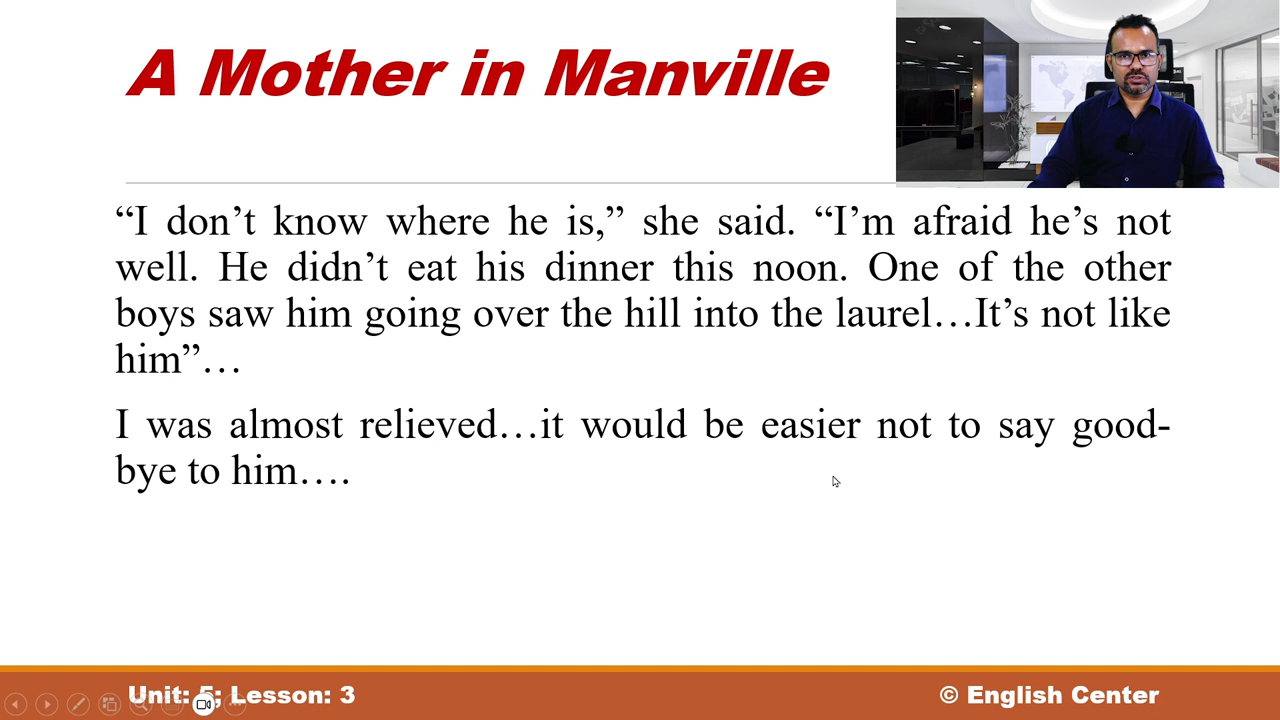 A Mother in Manville
“I don’t know where he is,” she said. “I’m afraid he’s not
well. He didn’t eat his dinner this noon. One of the other
boys saw him going over the hill into the laurel…It’s not like
him”…
I was almost relieved…it would be easier not to say good-
bye to him….
Unit: 5; Lesson: 3
© English Center